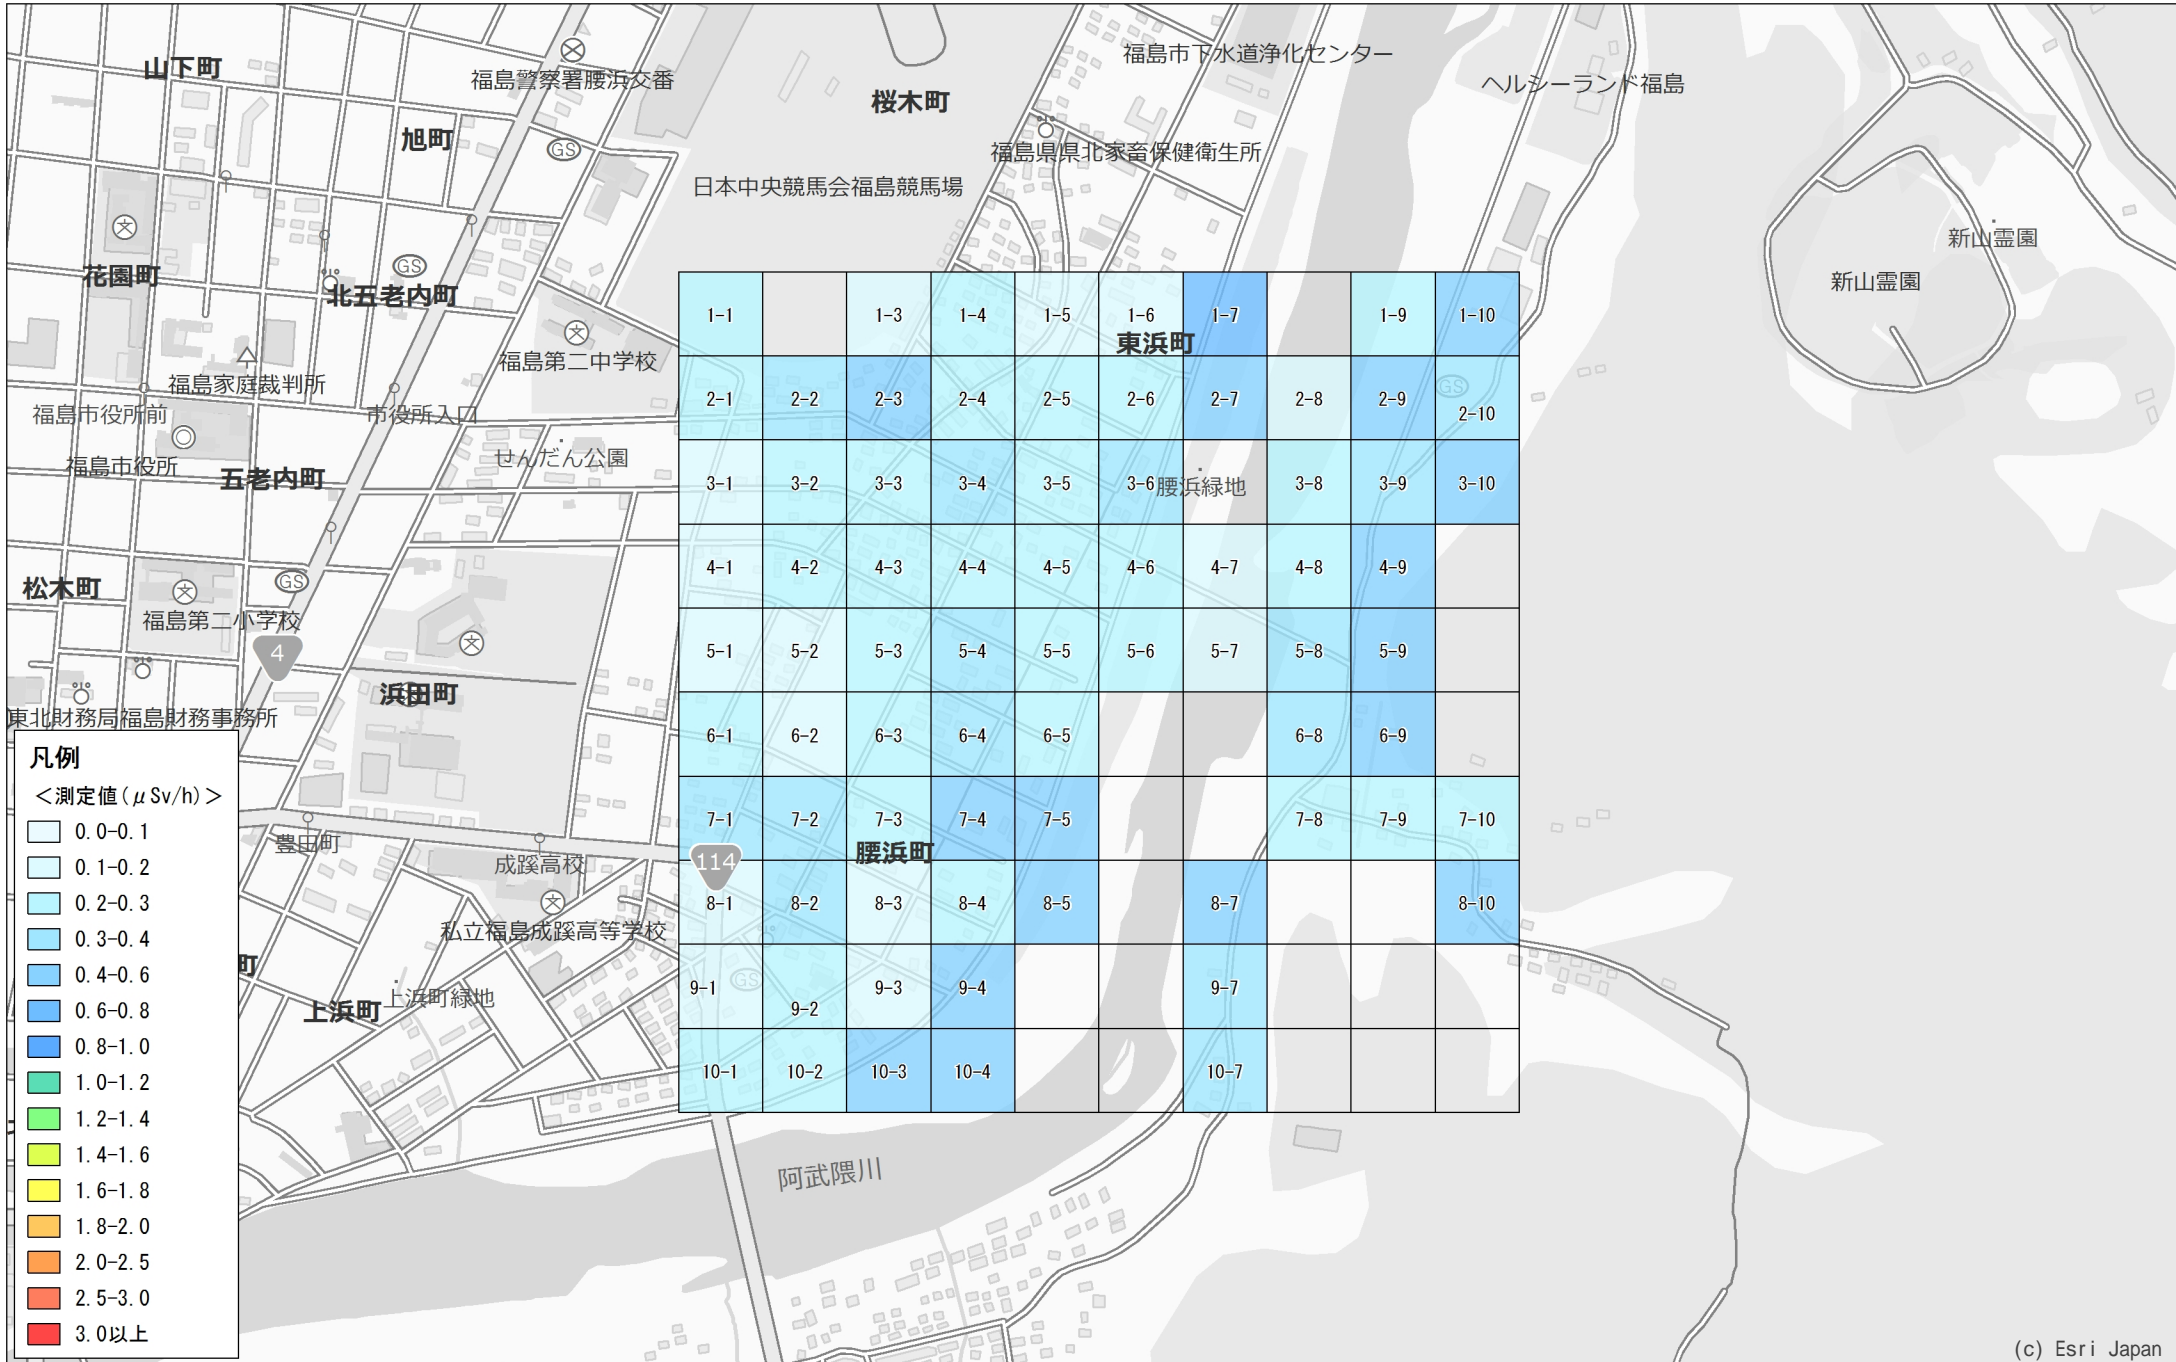 山下町
福島警察署腰浜交番
旭町
GS
桜木町
日本中央競馬会福島競馬場
福島市下水道浄化センター
福島県県北家畜保健衛生所
ヘルシーランド福島
新山霊園
新山霊園
花園町
文
GS
北五老内町
文
福島第二中学校
福島家庭裁判所
福島市役所前
市役所入口
福島市役所
五老内町
せんだん公園
松木町
文
GS
福島第二小学校
4
文
浜田町
東北財務局福島財務事務所
豊田町
成蹊高校
文
私立福島成蹊高等学校
町
上浜町
上浜町緑地
阿武隈川
東浜町
腰浜緑地
腰浜町
114
GS
GS
1-1 1-3 1-4 1-5 1-6 1-7 1-9 1-10
2-1 2-2 2-3 2-4 2-5 2-6 2-7 2-8 2-9 2-10
3-1 3-2 3-3 3-4 3-5 3-6 3-8 3-9 3-10
4-1 4-2 4-3 4-4 4-5 4-6 4-7 4-8 4-9
5-1 5-2 5-3 5-4 5-5 5-6 5-7 5-8 5-9
6-1 6-2 6-3 6-4 6-5 6-8 6-9
7-1 7-2 7-3 7-4 7-5 7-8 7-9 7-10
8-1 8-2 8-3 8-4 8-5 8-7 8-10
9-1 9-2 9-3 9-4 9-7
10-1 10-2 10-3 10-4 10-7
凡例
＜測定値(μSv/h)＞
0.0-0.1
0.1-0.2
0.2-0.3
0.3-0.4
0.4-0.6
0.6-0.8
0.8-1.0
1.0-1.2
1.2-1.4
1.4-1.6
1.6-1.8
1.8-2.0
2.0-2.5
2.5-3.0
3.0以上
(c) Esri Japan